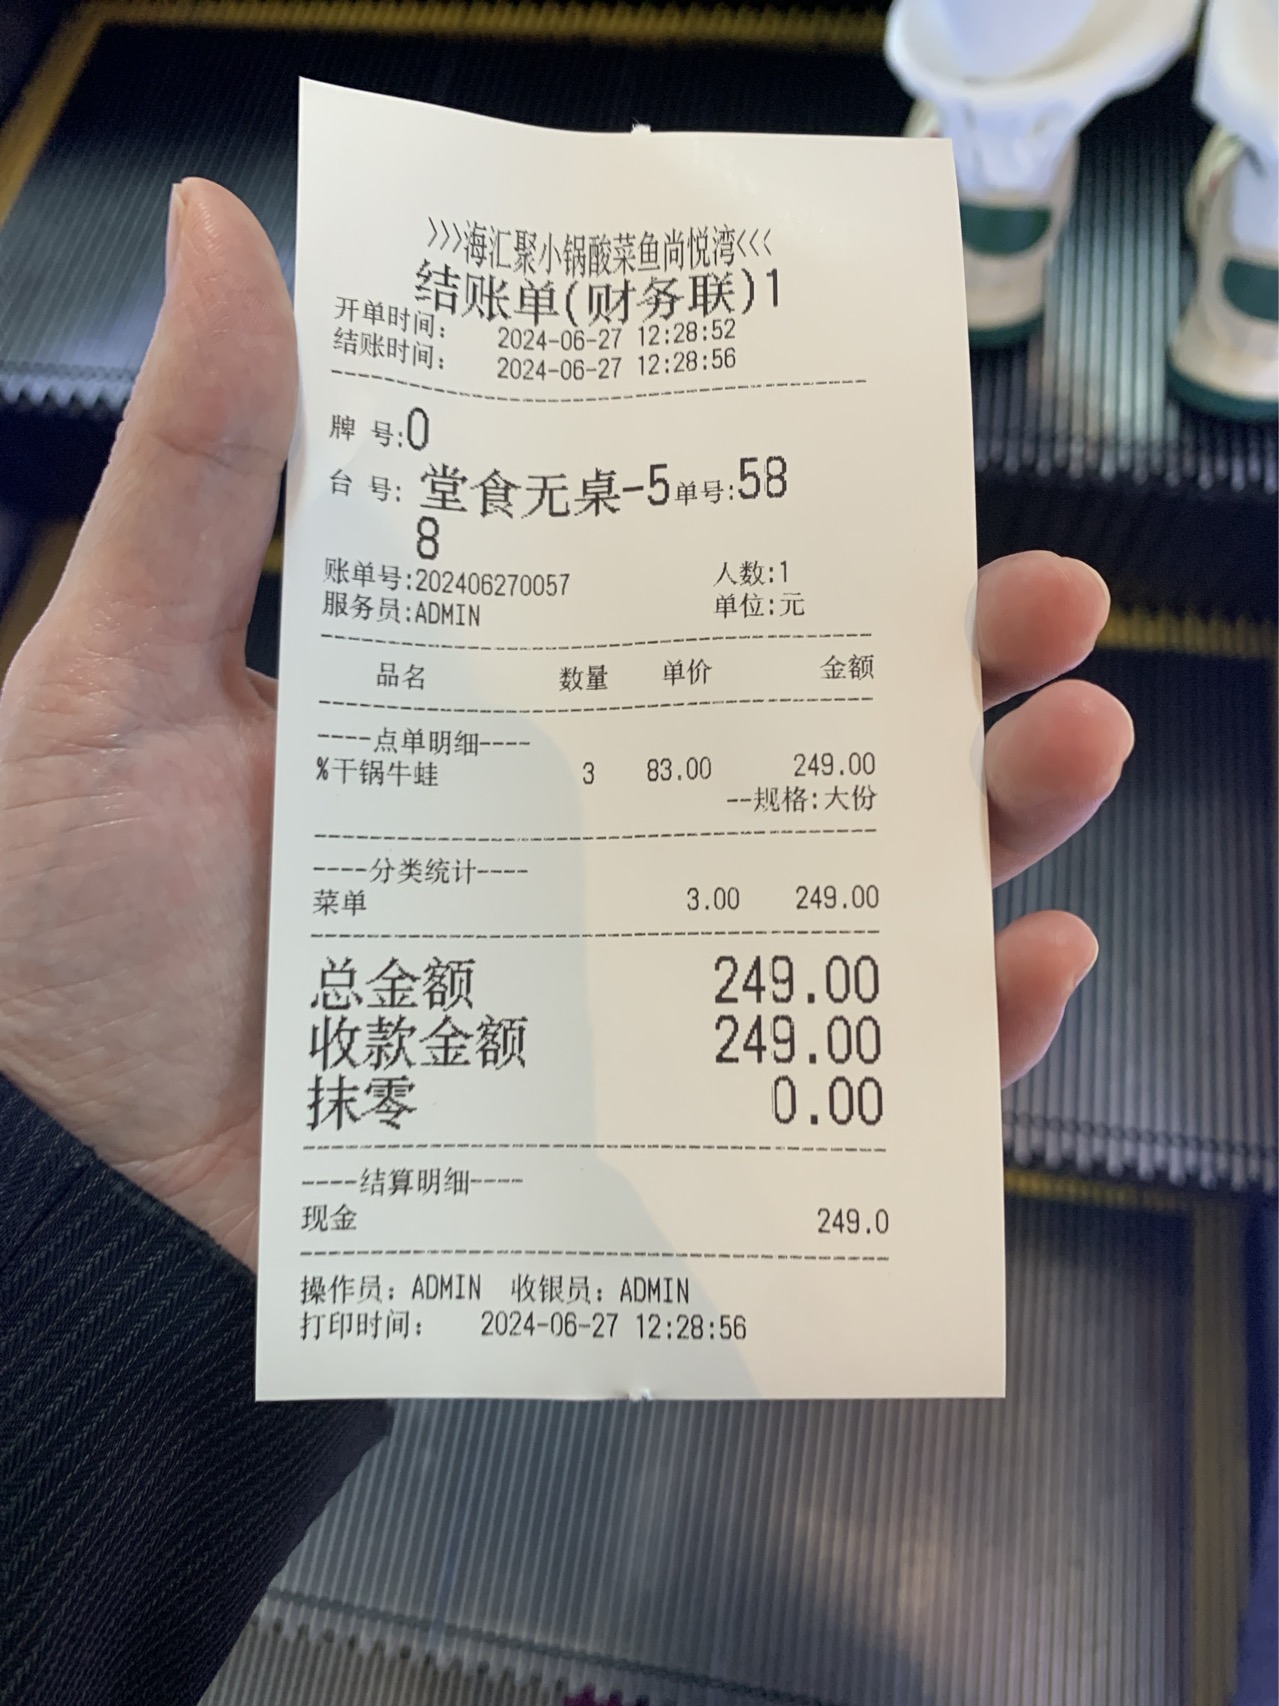 >>>海汇聚小锅酸菜鱼尚悦湾<<<
结账单(财务联)1
开单时间: 2024-06-27 12:28:52
结账时间: 2024-06-27 12:28:56
牌 号:0
台 号: 堂食无桌-5 单号:58
8
账单号:202406270057 人数:1
服务员:ADMIN 单位:元
品名 数量 单价 金额
----点单明细----
%干锅牛蛙 3 83.00 249.00
--规格:大份
----分类统计----
菜单 3.00 249.00
总金额 249.00
收款金额 249.00
抹零 0.00
----结算明细----
现金 249.0
操作员: ADMIN 收银员: ADMIN
打印时间: 2024-06-27 12:28:56